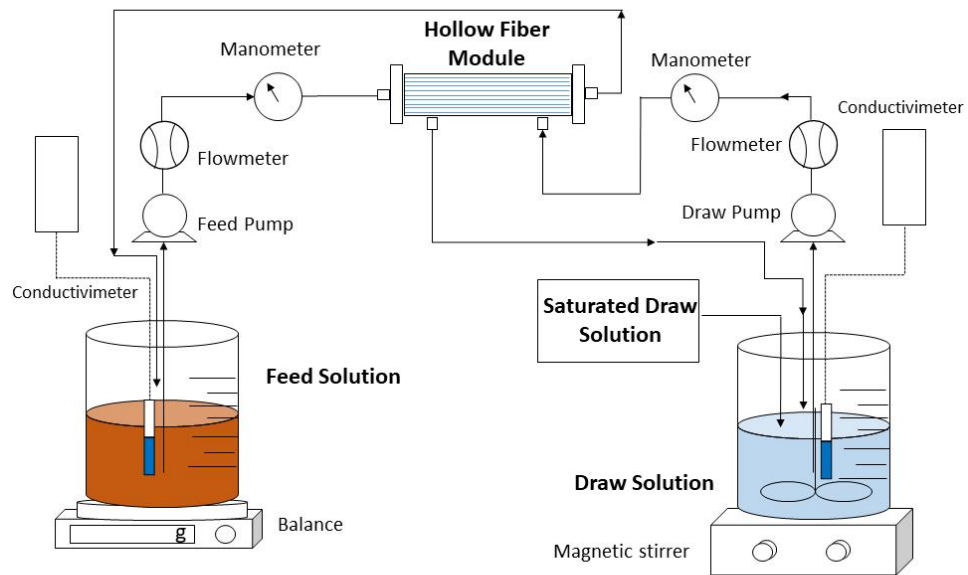 Hollow Fiber
Module
Manometer
Manometer
Conductivimeter
Flowmeter
Flowmeter
Feed Pump
Draw Pump
Conductivimeter
Saturated Draw
Solution
Feed Solution
Draw Solution
g
Balance
Magnetic stirrer